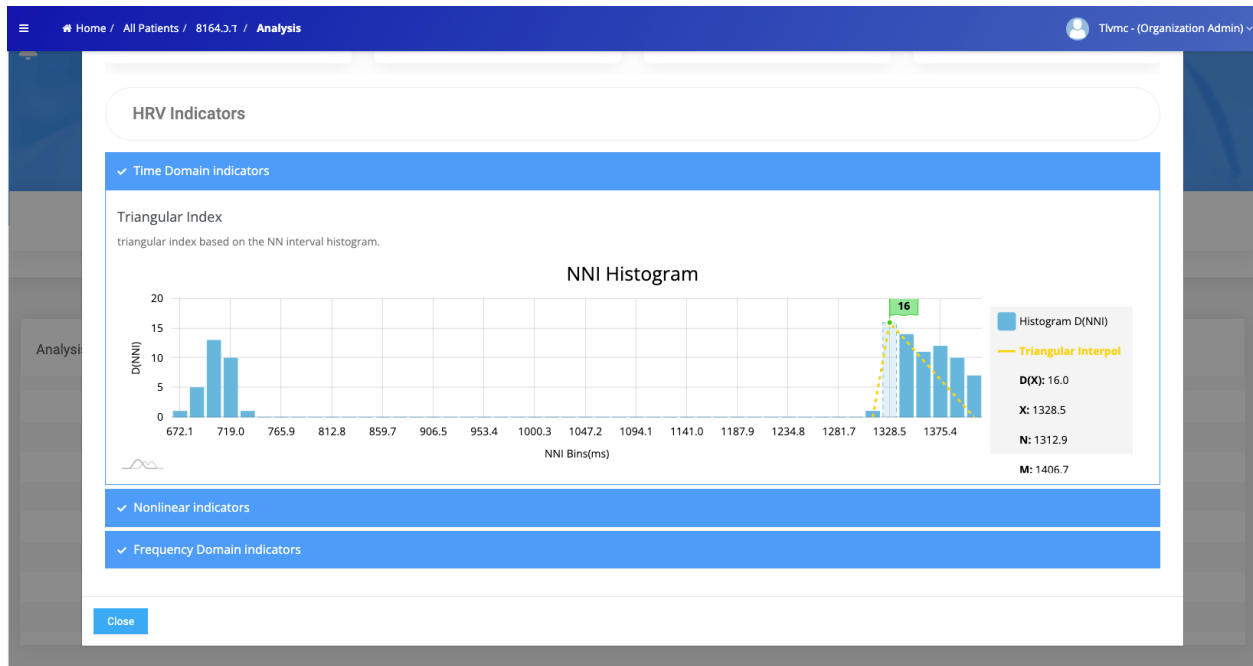 Home / All Patients / 8164.ד.כ / Analysis
Tlvmc - (Organization Admin)
HRV Indicators
Time Domain indicators
Triangular Index
triangular index based on the NN interval histogram.
NNI Histogram
20
15
10
5
0
D(NNI)
16
672.1 719.0 765.9 812.8 859.7 906.5 953.4 1000.3 1047.2 1094.1 1141.0 1187.9 1234.8 1281.7 1328.5 1375.4
NNI Bins(ms)
Histogram D(NNI)
Triangular Interpol
D(X): 16.0
X: 1328.5
N: 1312.9
M: 1406.7
Analysi
Nonlinear indicators
Frequency Domain indicators
Close